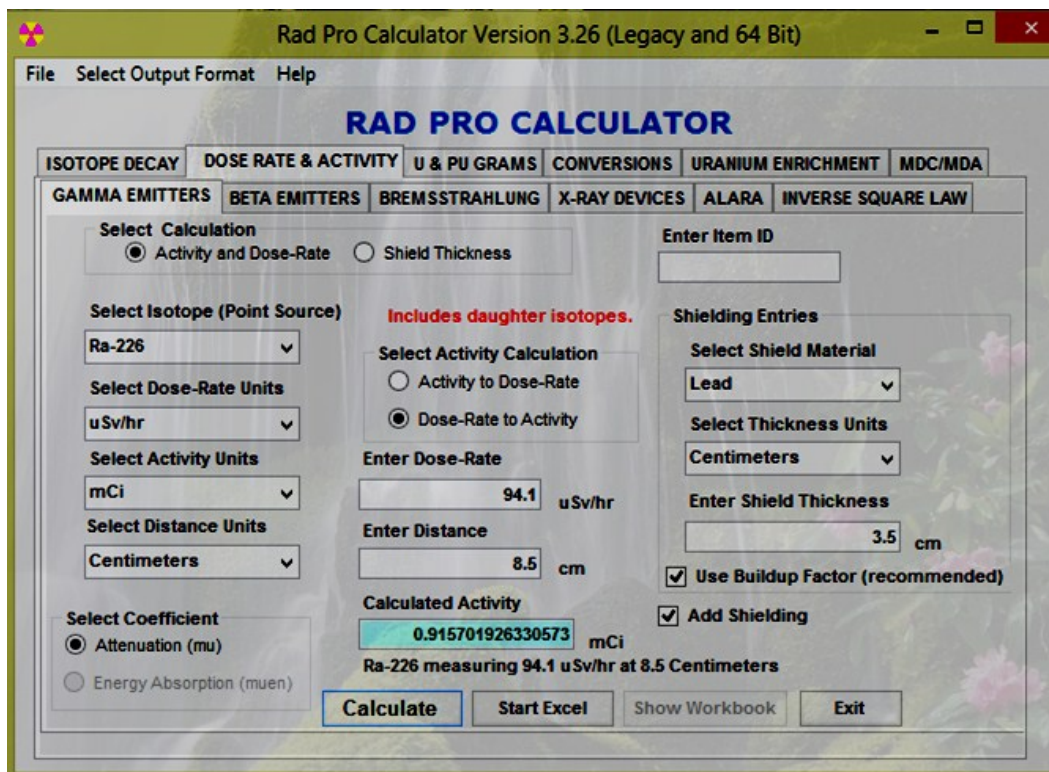 Rad Pro Calculator Version 3.26 (Legacy and 64 Bit)
File Select Output Format Help
RAD PRO CALCULATOR
ISOTOPE DECAY DOSE RATE & ACTIVITY U & PU GRAMS CONVERSIONS URANIUM ENRICHMENT MDC/MDA
GAMMA EMITTERS BETA EMITTERS BREMSSTRAHLUNG X-RAY DEVICES ALARA INVERSE SQUARE LAW
Select Calculation
Activity and Dose-Rate Shield Thickness
Enter Item ID
Select Isotope (Point Source)
Ra-226
Select Dose-Rate Units
uSv/hr
Select Activity Units
mCi
Select Distance Units
Centimeters
Select Coefficient
Attenuation (mu)
Energy Absorption (muen)
Includes daughter isotopes.
Select Activity Calculation
Activity to Dose-Rate
Dose-Rate to Activity
Enter Dose-Rate
94.1 uSv/hr
Enter Distance
8.5 cm
Calculated Activity
0.915701926330573 mCi
Ra-226 measuring 94.1 uSv/hr at 8.5 Centimeters
Shielding Entries
Select Shield Material
Lead
Select Thickness Units
Centimeters
Enter Shield Thickness
3.5 cm
Use Buildup Factor (recommended)
Add Shielding
Calculate Start Excel Show Workbook Exit